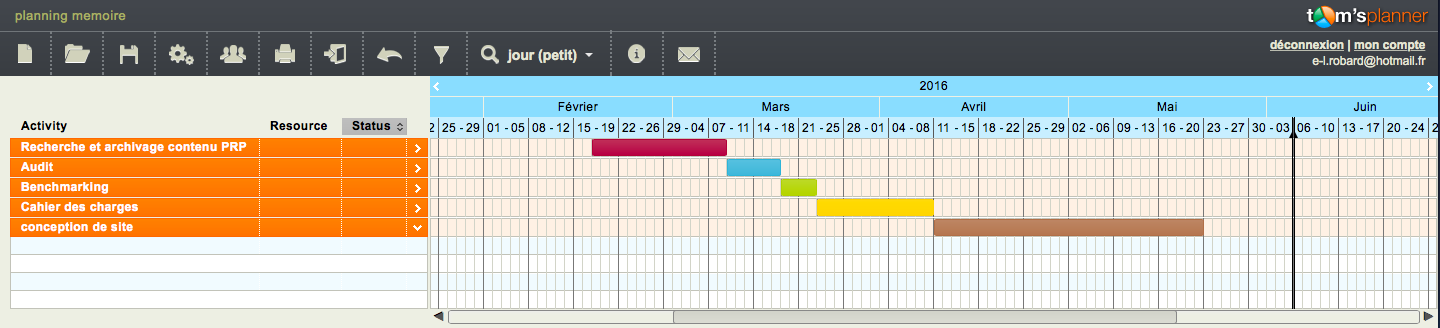 planning memoire
tom'splanner
jour (petit)
déconnexion | mon compte
e-l.robard@hotmail.fr
2016
Février Mars Avril Mai Juin
Activity Resource Status
2 25 - 29 01 - 05 08 - 12 15 - 19 22 - 26 29 - 04 07 - 11 14 - 18 21 - 25 28 - 01 04 - 08 11 - 15 18 - 22 25 - 29 02 - 06 09 - 13 16 - 20 23 - 27 30 - 03 06 - 10 13 - 17 20 - 24 2
Recherche et archivage contenu PRP
Audit
Benchmarking
Cahier des charges
conception de site